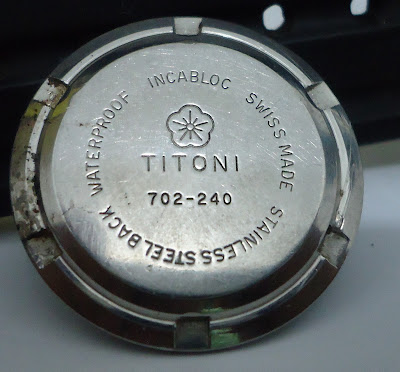 WATERPROOF INCABLOC SWISS MADE STAINLESS STEEL BACK
TITONI
702-240